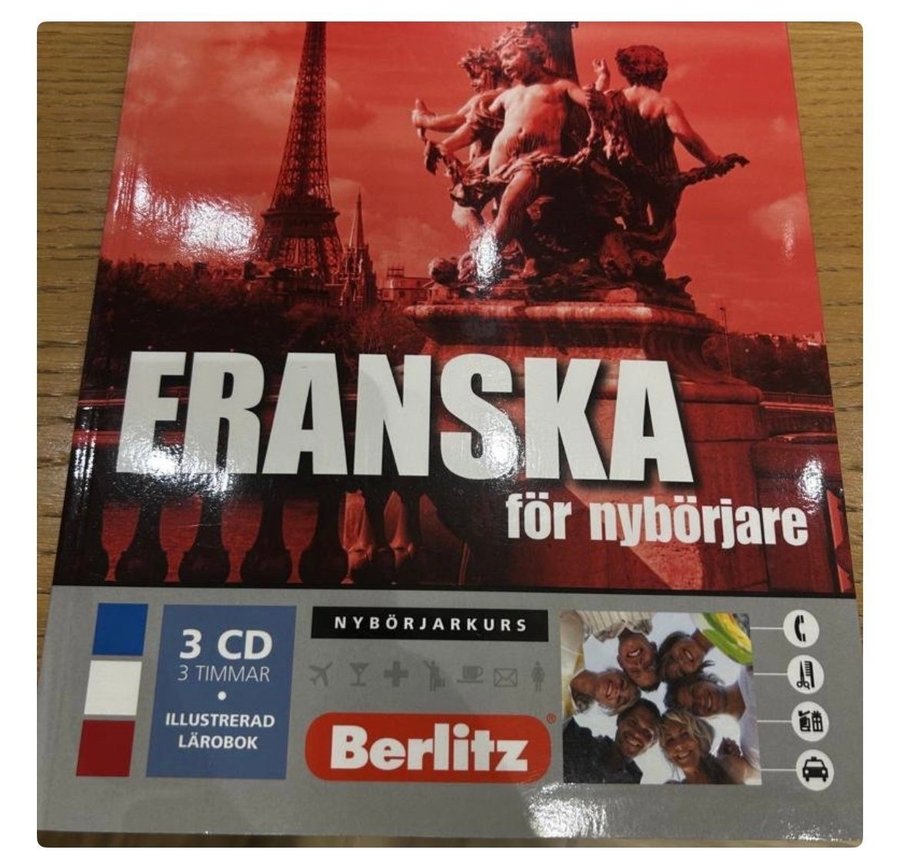 FRANSKA
för nybörjare
3 CD
3 TIMMAR
•
ILLUSTRERAD
LÄROBOK
NYBÖRJARKURS
Berlitz®